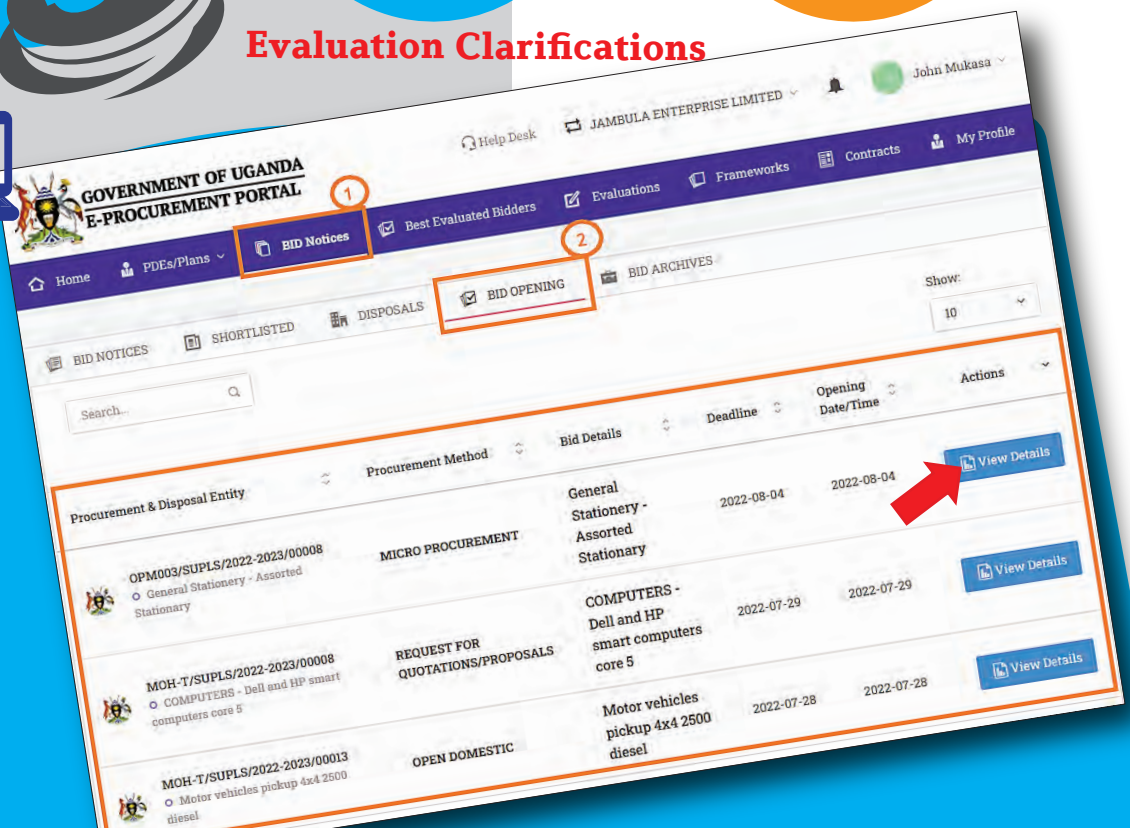 Evaluation Clarifications
Help Desk
JAMBULA ENTERPRISE LIMITED
John Mukasa
GOVERNMENT OF UGANDA
E-PROCUREMENT PORTAL
1
Home
PDEs/Plans
BID Notices
Best Evaluated Bidders
Evaluations
Frameworks
Contracts
My Profile
2
BID NOTICES
SHORTLISTED
DISPOSALS
BID OPENING
BID ARCHIVES
Search...
Show:
10
Procurement & Disposal Entity
Procurement Method
Bid Details
Deadline
Opening
Date/Time
Actions
OPM003/SUPLS/2022-2023/00008
General Stationery - Assorted
Stationary
MICRO PROCUREMENT
General
Stationery -
Assorted
Stationary
2022-08-04
2022-08-04
View Details
MOH-T/SUPLS/2022-2023/00008
COMPUTERS - Dell and HP smart
computers core 5
REQUEST FOR
QUOTATIONS/PROPOSALS
COMPUTERS -
Dell and HP
smart computers
core 5
2022-07-29
2022-07-29
View Details
MOH-T/SUPLS/2022-2023/00013
Motor vehicles pickup 4x4 2500
diesel
OPEN DOMESTIC
Motor vehicles
pickup 4x4 2500
diesel
2022-07-28
2022-07-28
View Details